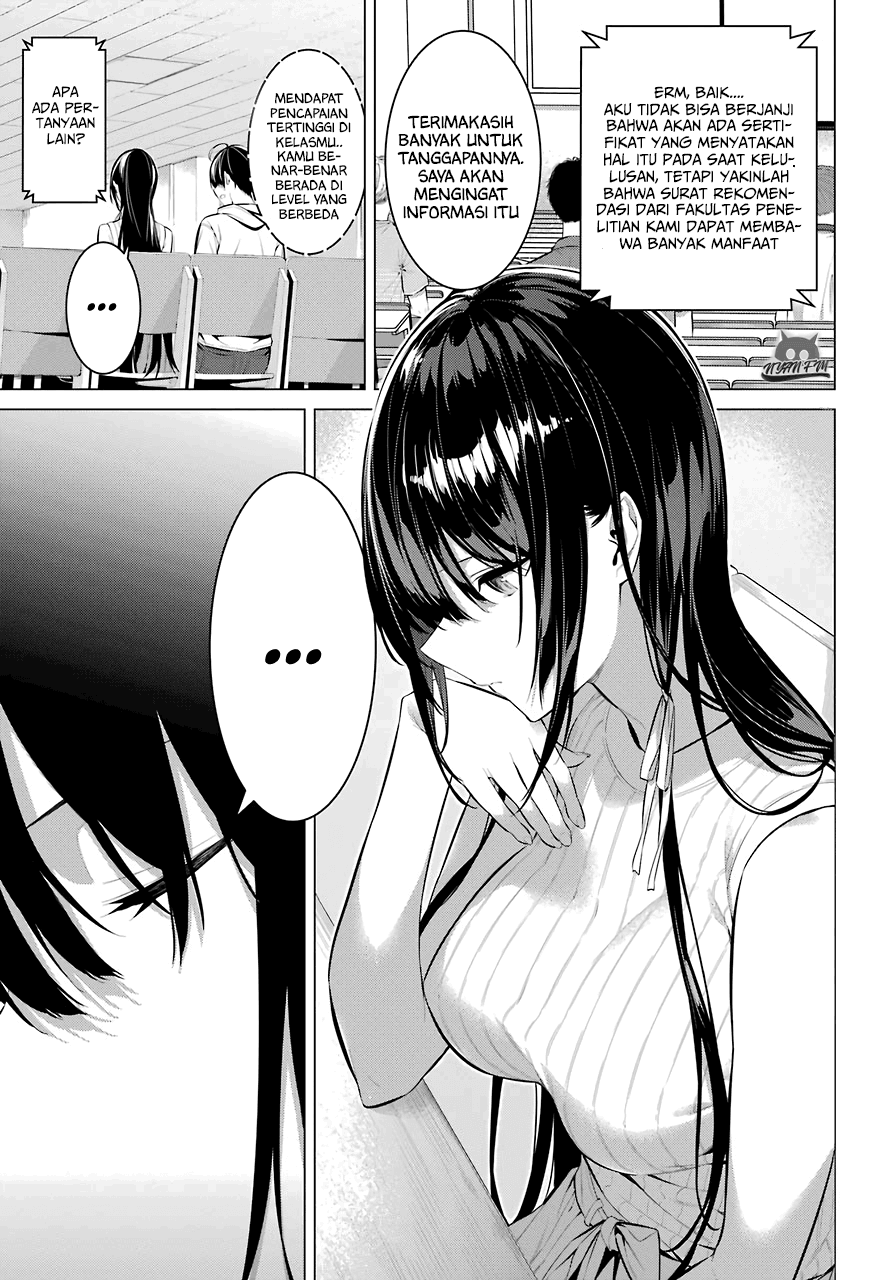 ERM, BAIK....
AKU TIDAK BISA BERJANJI
BAHWA AKAN ADA SERTI-
FIKAT YANG MENYATAKAN
HAL ITU PADA SAAT KELU-
LUSAN, TETAPI YAKINLAH
BAHWA SURAT REKOMEN-
DASI DARI FAKULTAS PENE-
LITIAN KAMI DAPAT MEMBA-
WA BANYAK MANFAAT
TERIMAKASIH
BANYAK UNTUK
TANGGAPANNYA.
SAYA AKAN
MENGINGAT
INFORMASI ITU
MENDAPAT
PENCAPAIAN
TERTINGGI DI
KELASMU..
KAMU BE-
NAR-BENAR
BERADA DI
LEVEL YANG
BERBEDA
APA
ADA PER-
TANYAAN
LAIN?
...
...
NYAN FM